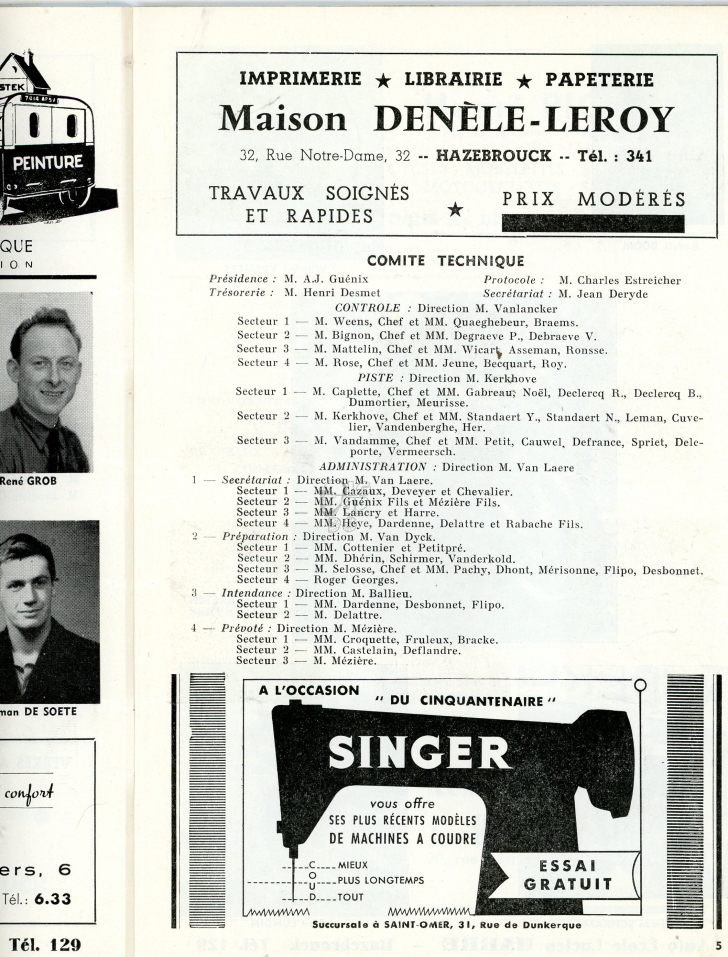 STEK
7014 AP5
PEINTURE
QUE
ION
René GROB
man DE SOETE
confort
ers, 6
Tél.: 6.33
Tél. 129
IMPRIMERIE ★ LIBRAIRIE ★ PAPETERIE
Maison DENÈLE-LEROY
32, Rue Notre-Dame, 32 -- HAZEBROUCK -- Tél. : 341
TRAVAUX SOIGNÉS
ET RAPIDES
★ PRIX MODÉRÉS
COMITE TECHNIQUE
Présidence : M. A.J. Guénix Protocole : M. Charles Estreicher
Trésorerie : M. Henri Desmet Secrétariat : M. Jean Deryde
CONTROLE : Direction M. Vanlancker
Secteur 1 — M. Weens, Chef et MM. Quaeghebeur, Braems.
Secteur 2 — M. Bignon, Chef et MM. Degraeve P., Debraeve V.
Secteur 3 — M. Mattelin, Chef et MM. Wicart, Asseman, Ronsse.
Secteur 4 — M. Rose, Chef et MM. Jeune, Becquart, Roy.
PISTE : Direction M. Kerkhove
Secteur 1 — M. Caplette, Chef et MM. Gabreau, Noël, Declercq R., Declercq B.,
Dumortier, Meurisse.
Secteur 2 — M. Kerkhove, Chef et MM. Standaert Y., Standaert N., Leman, Cuve-
lier, Vandenberghe, Her.
Secteur 3 — M. Vandamme, Chef et MM. Petit, Cauwel, Defrance, Spriet, Dele-
porte, Vermeersch.
ADMINISTRATION : Direction M. Van Laere
1 — Secrétariat : Direction M. Van Laere.
Secteur 1 — MM. Cazaux, Deveyer et Chevalier.
Secteur 2 — MM. Guénix Fils et Mézière Fils.
Secteur 3 — MM. Lancry et Harre.
Secteur 4 — MM. Heye, Dardenne, Delattre et Rabache Fils.
2 — Préparation : Direction M. Van Dyck.
Secteur 1 — MM. Cottenier et Petitpré.
Secteur 2 — MM. Dhérin, Schirmer, Vanderkold.
Secteur 3 — M. Selosse, Chef et MM. Pachy, Dhont, Mérisonne, Flipo, Desbonnet.
Secteur 4 — Roger Georges.
3 — Intendance : Direction M. Ballieu.
Secteur 1 — MM. Dardenne, Desbonnet, Flipo.
Secteur 2 — M. Delattre.
4 — Prévoté : Direction M. Mézière.
Secteur 1 — MM. Croquette, Fruleux, Bracke.
Secteur 2 — MM. Castelain, Deflandre.
Secteur 3 — M. Mézière.
A L'OCCASION " DU CINQUANTENAIRE "
SINGER
vous offre
SES PLUS RÉCENTS MODÈLES
DE MACHINES A COUDRE
C MIEUX
O
U PLUS LONGTEMPS
D TOUT
ESSAI
GRATUIT
Succursale à SAINT-OMER, 31, Rue de Dunkerque
5